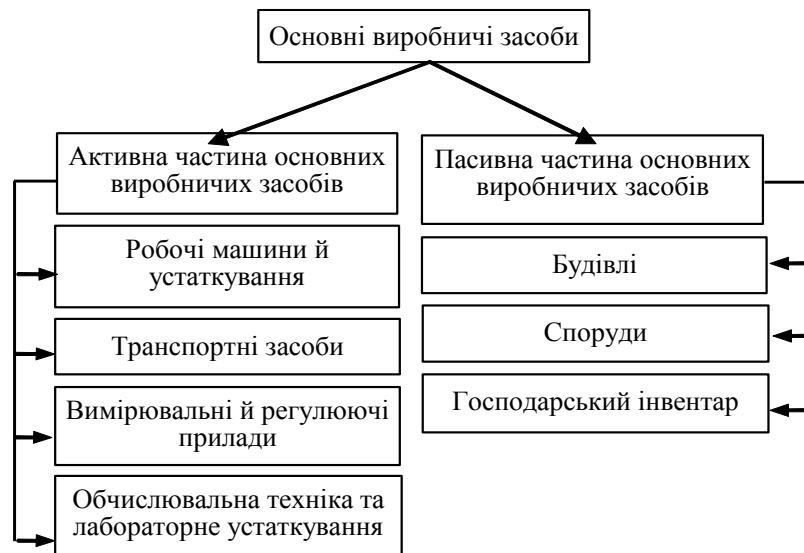 Основні виробничі засоби
Активна частина основних
виробничих засобів
Робочі машини й
устаткування
Транспортні засоби
Вимірювальні й регулюючі
прилади
Обчислювальна техніка та
лабораторне устаткування
Пасивна частина основних
виробничих засобів
Будівлі
Споруди
Господарський інвентар